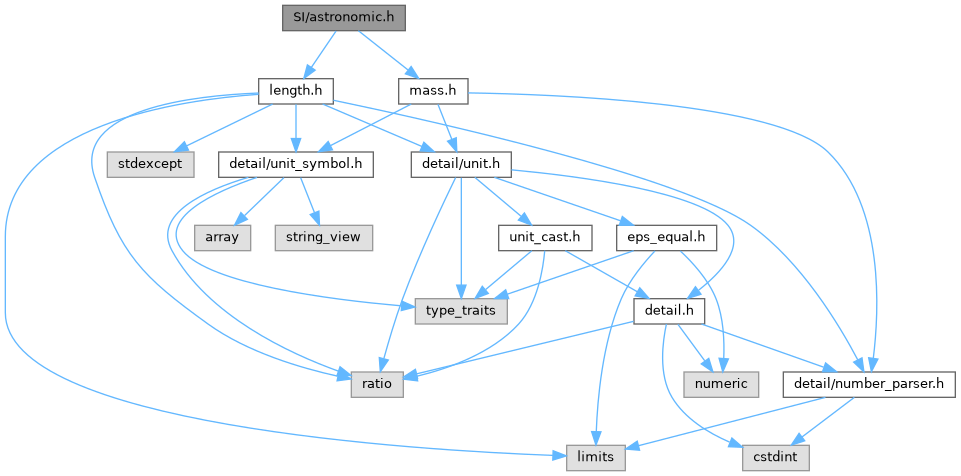 SI/astronomic.h
length.h
mass.h
stdexcept
detail/unit_symbol.h
detail/unit.h
array
string_view
unit_cast.h
eps_equal.h
type_traits
detail.h
ratio
numeric
detail/number_parser.h
limits
cstdint